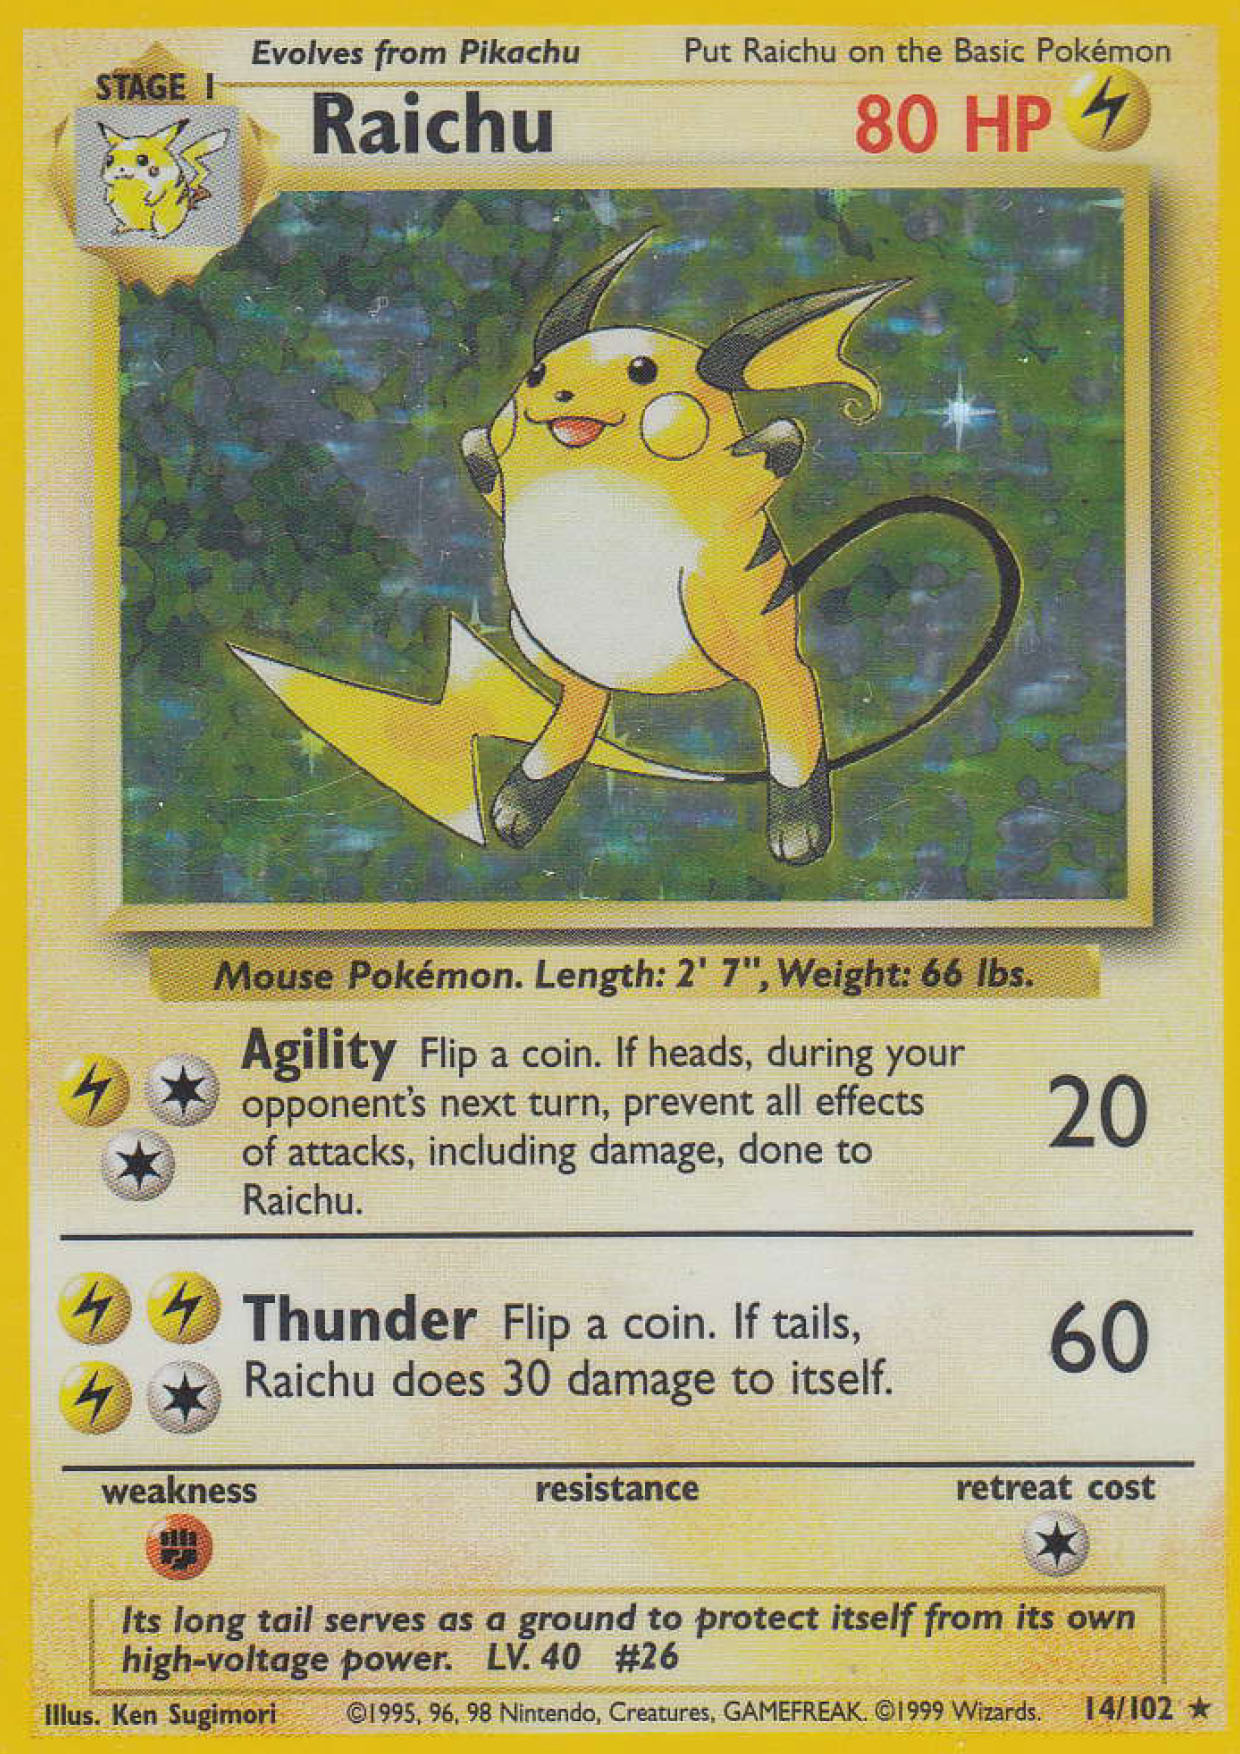 Evolves from Pikachu
Put Raichu on the Basic Pokémon
STAGE 1
Raichu
80 HP
Mouse Pokémon. Length: 2' 7", Weight: 66 lbs.
Agility Flip a coin. If heads, during your
opponent's next turn, prevent all effects
of attacks, including damage, done to
Raichu.
20
Thunder Flip a coin. If tails,
Raichu does 30 damage to itself.
60
weakness
resistance
retreat cost
Its long tail serves as a ground to protect itself from its own
high-voltage power. LV. 40 #26
Illus. Ken Sugimori
©1995, 96, 98 Nintendo, Creatures, GAMEFREAK. ©1999 Wizards.
14/102 ★